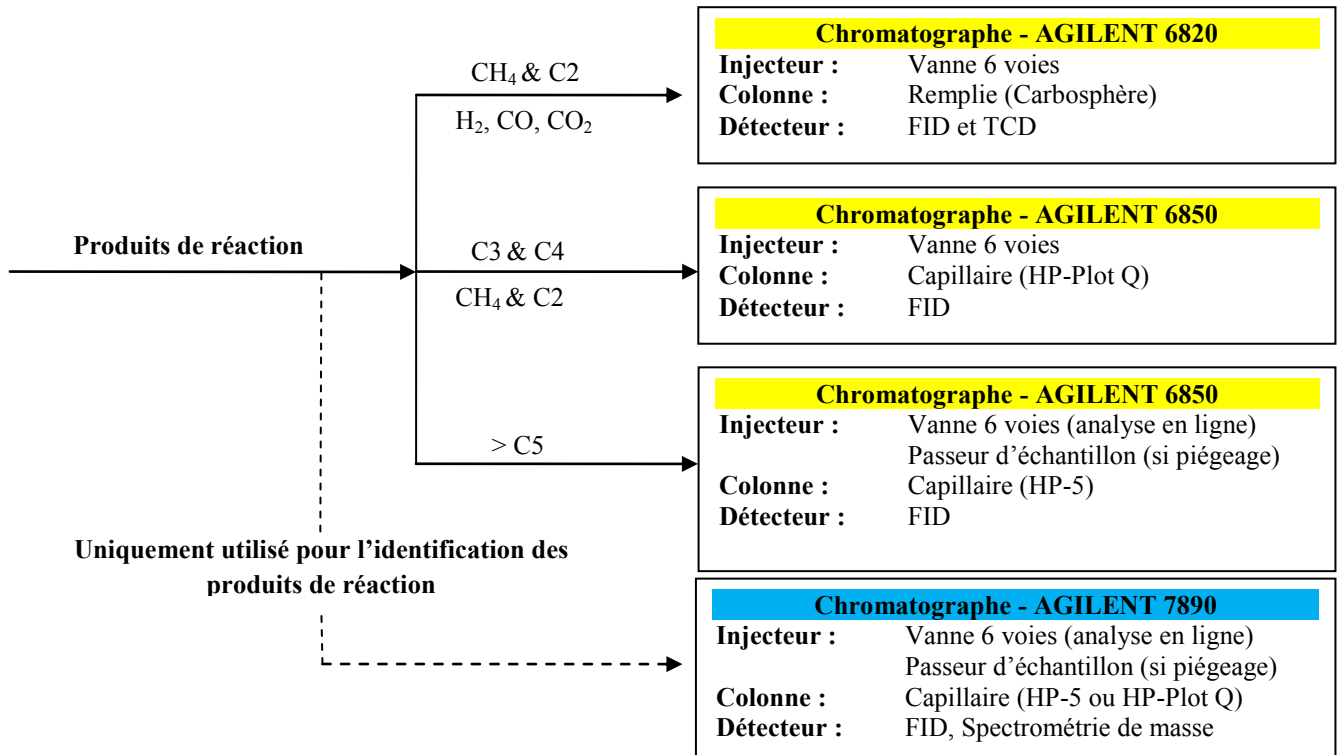 Chromatographe - AGILENT 6820
Injecteur : Vanne 6 voies
Colonne : Remplie (Carbosphère)
Détecteur : FID et TCD
CH4 & C2
H2, CO, CO2
Produits de réaction
C3 & C4
CH4 & C2
Chromatographe - AGILENT 6850
Injecteur : Vanne 6 voies
Colonne : Capillaire (HP-Plot Q)
Détecteur : FID
> C5
Chromatographe - AGILENT 6850
Injecteur : Vanne 6 voies (analyse en ligne)
Passeur d'échantillon (si piégeage)
Colonne : Capillaire (HP-5)
Détecteur : FID
Uniquement utilisé pour l'identification des
produits de réaction
Chromatographe - AGILENT 7890
Injecteur : Vanne 6 voies (analyse en ligne)
Passeur d'échantillon (si piégeage)
Colonne : Capillaire (HP-5 ou HP-Plot Q)
Détecteur : FID, Spectrométrie de masse